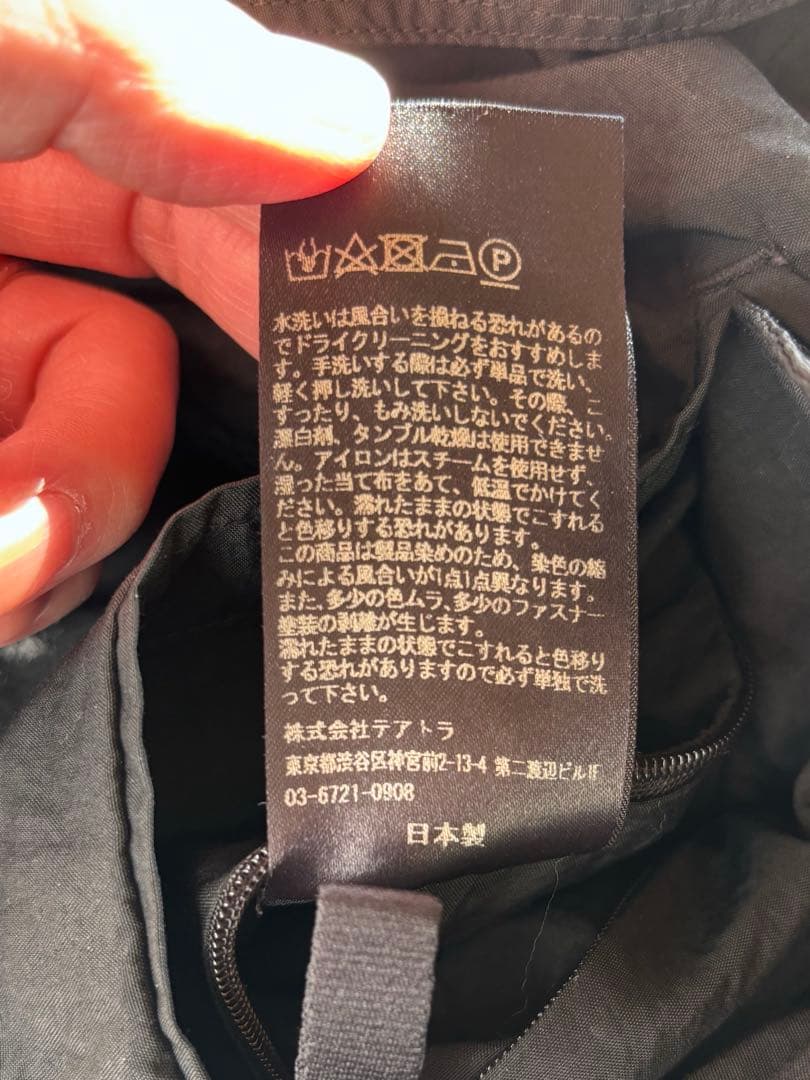 P
水洗いは風合いを損ねる恐れがあるの
でドライクリーニングをおすすめしま
す。手洗いする際は必ず単品で洗い、
軽く押し洗いして下さい。その際、こ
すったり、もみ洗いしないでください。
漂白剤、タンブル乾燥は使用できませ
ん。アイロンはスチームを使用せず、
湿った当て布をあて、低温でかけてく
ださい。濡れたままの状態でこすれる
と色移りする恐れがあります。
この商品は製品染めのため、染色の縮
みによる風合いが1点1点異なります。
また、多少の色ムラ、多少のファスナー
塗装の剥離が生じます。
濡れたままの状態でこすれると色移り
する恐れがありますので必ず単独で洗
って下さい。
株式会社テアトラ
東京都渋谷区神宮前2-13-4 第二渡辺ビル1F
03-6721-0908
日本製